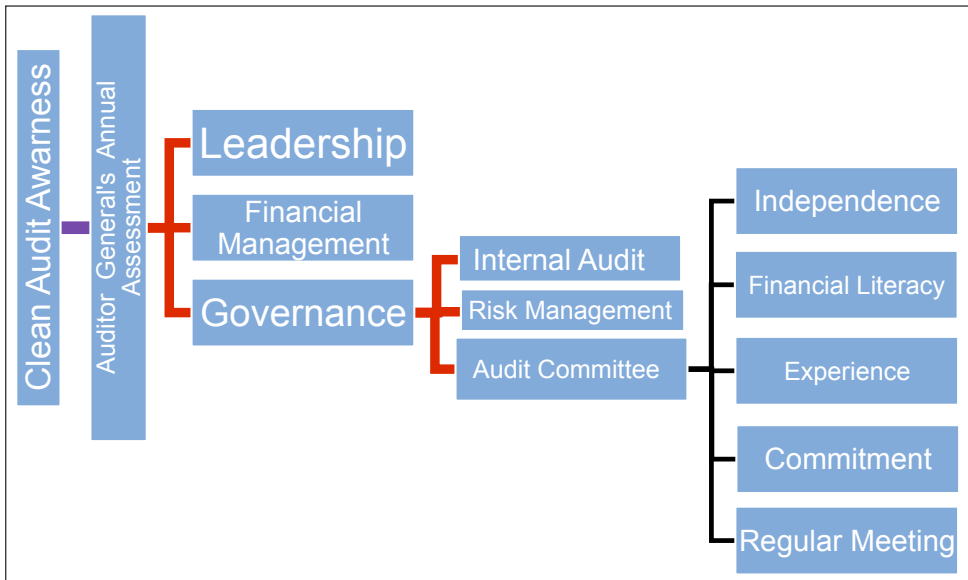 Clean Audit Awarness
Auditor General's Annual
Assessment
Leadership
Financial
Management
Governance
Internal Audit
Risk Management
Audit Committee
Independence
Financial Literacy
Experience
Commitment
Regular Meeting